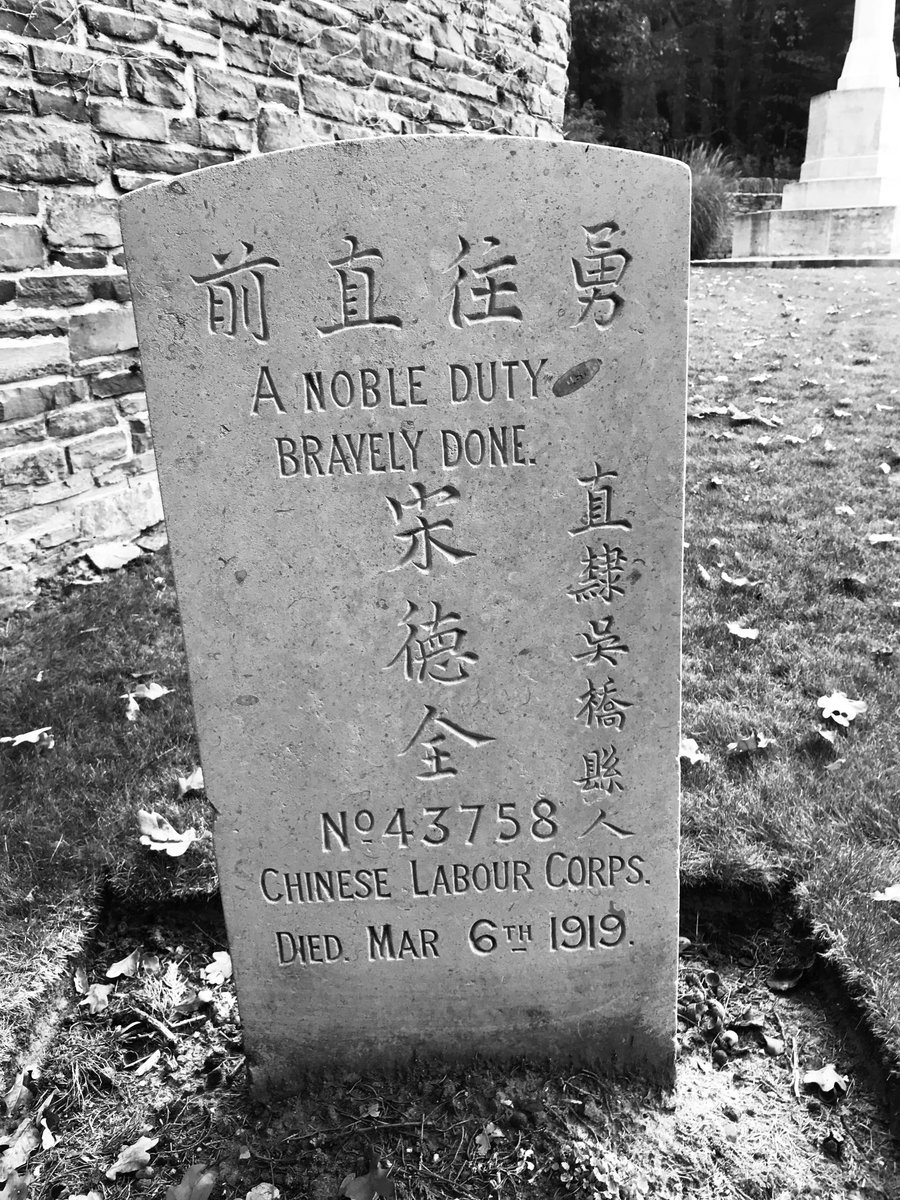 勇往直前
A NOBLE DUTY
BRAVELY DONE.
直隸吳橋縣人
宋德全
No 43758
CHINESE LABOUR CORPS.
DIED. MAR 6TH 1919.